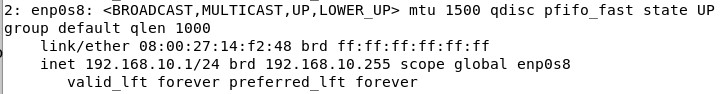 2: enp0s8: <BROADCAST,MULTICAST,UP,LOWER_UP> mtu 1500 qdisc pfifo_fast state UP
group default qlen 1000
    link/ether 08:00:27:14:f2:48 brd ff:ff:ff:ff:ff:ff
    inet 192.168.10.1/24 brd 192.168.10.255 scope global enp0s8
       valid_lft forever preferred_lft forever